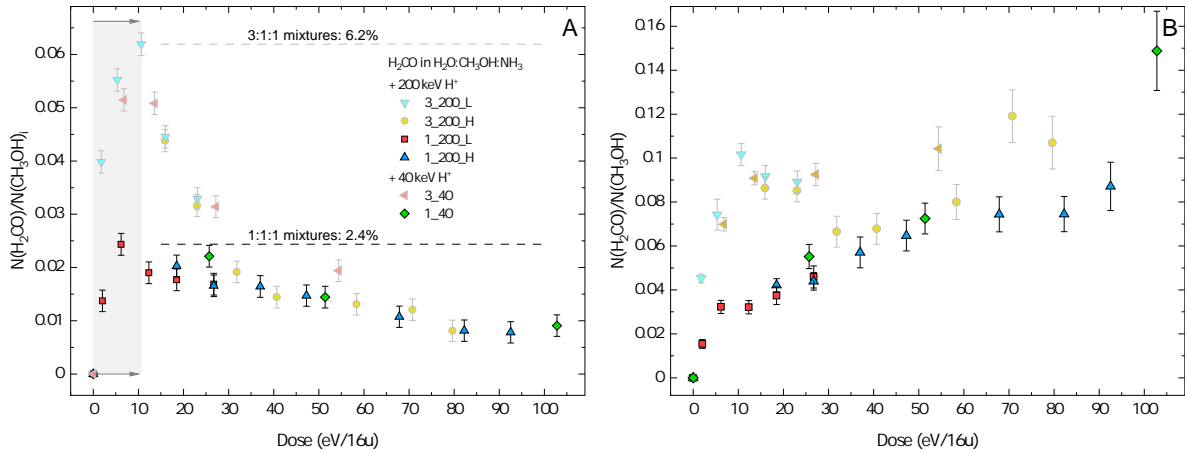 A
3:1:1 mixtures: 6.2%
H₂CO in H₂O:CH₃OH:NH₃
+ 200 keV H⁺
3_200_L
3_200_H
1_200_L
1_200_H
+ 40 keV H⁺
3_40
1_40
1:1:1 mixtures: 2.4%
N(H₂CO)/N(CH₃OH)ᵢ
0.06
0.05
0.04
0.03
0.02
0.01
0
0 10 20 30 40 50 60 70 80 90 100
Dose (eV/16u)
B
N(H₂CO)/N(CH₃OH)
0.16
0.12
0.1
0.08
0.06
0.04
0.02
0
0 10 20 30 40 50 60 70 80 90 100
Dose (eV/16u)